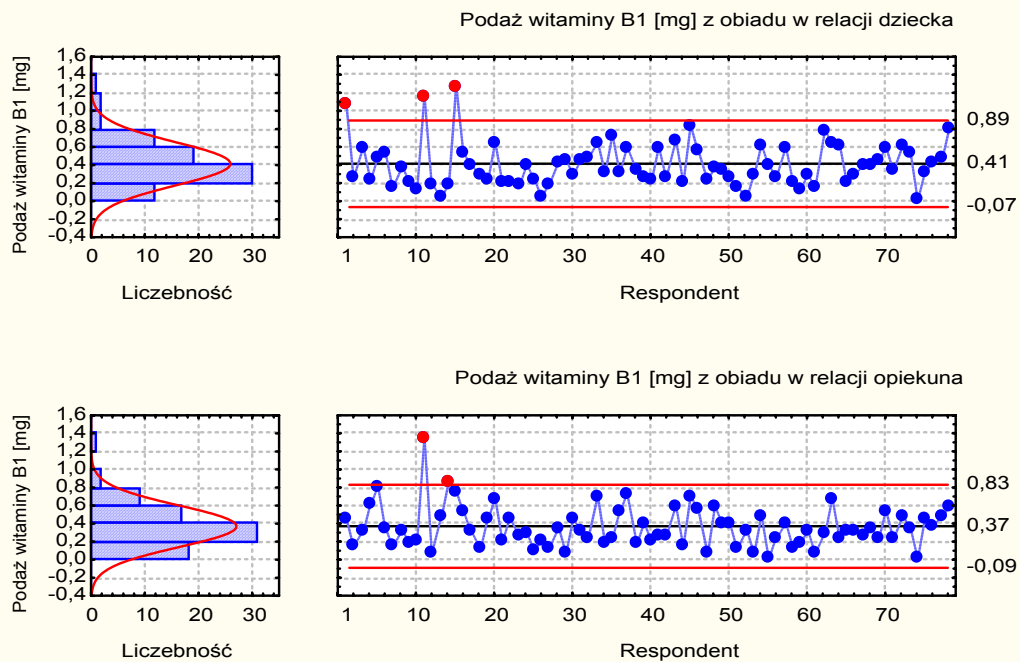 Podaż witaminy B1 [mg] z obiadu w relacji dziecka
Podaż witaminy B1 [mg]
1,6
1,4
1,2
1,0
0,8
0,6
0,4
0,2
0,0
-0,2
-0,4
0 10 20 30
Liczebność
0,89
0,41
-0,07
1 10 20 30 40 50 60 70
Respondent
Podaż witaminy B1 [mg] z obiadu w relacji opiekuna
Podaż witaminy B1 [mg]
1,6
1,4
1,2
1,0
0,8
0,6
0,4
0,2
0,0
-0,2
-0,4
0 10 20 30
Liczebność
0,83
0,37
-0,09
1 10 20 30 40 50 60 70
Respondent